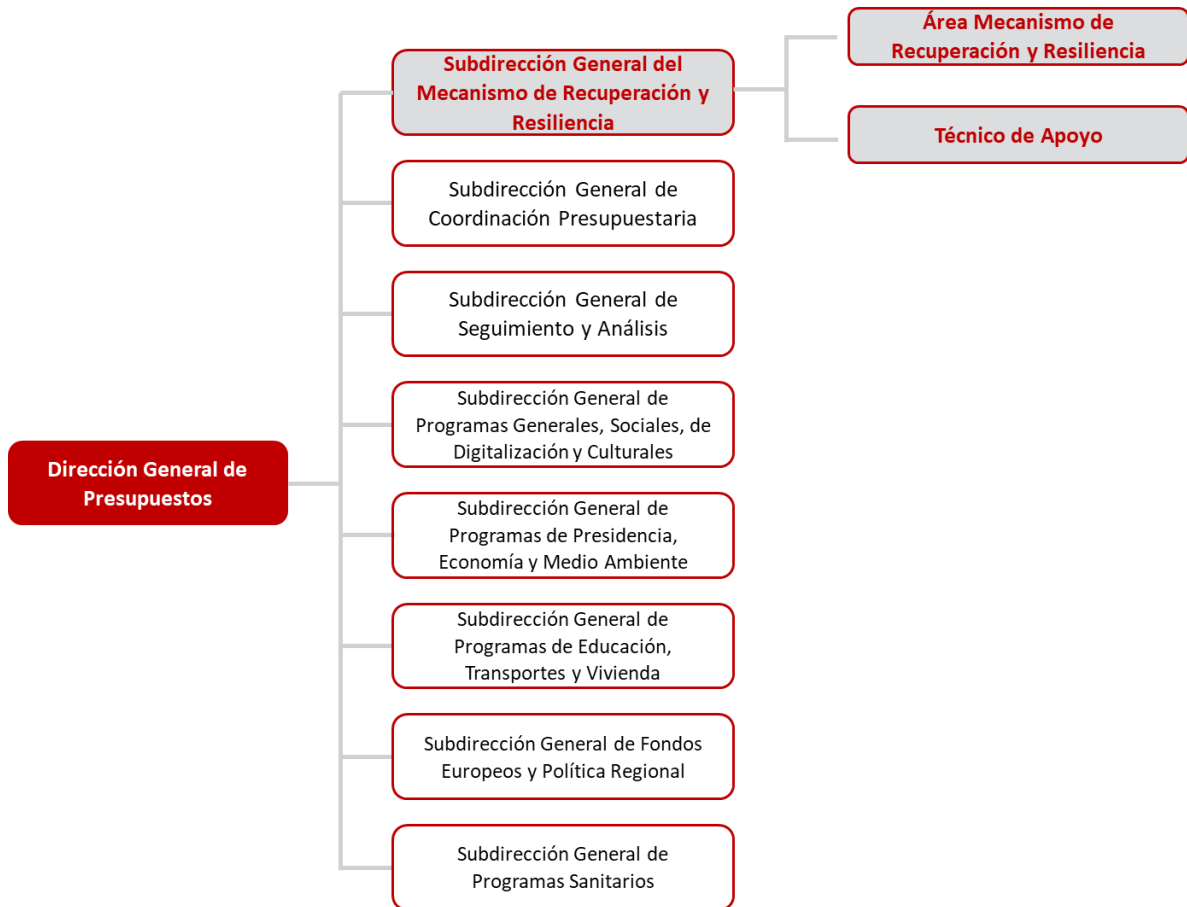 Área Mecanismo de
Recuperación y Resiliencia
Subdirección General del
Mecanismo de Recuperación y
Resiliencia
Técnico de Apoyo
Subdirección General de
Coordinación Presupuestaria
Subdirección General de
Seguimiento y Análisis
Subdirección General de
Programas Generales, Sociales, de
Digitalización y Culturales
Dirección General de
Presupuestos
Subdirección General de
Programas de Presidencia,
Economía y Medio Ambiente
Subdirección General de
Programas de Educación,
Transportes y Vivienda
Subdirección General de Fondos
Europeos y Política Regional
Subdirección General de
Programas Sanitarios